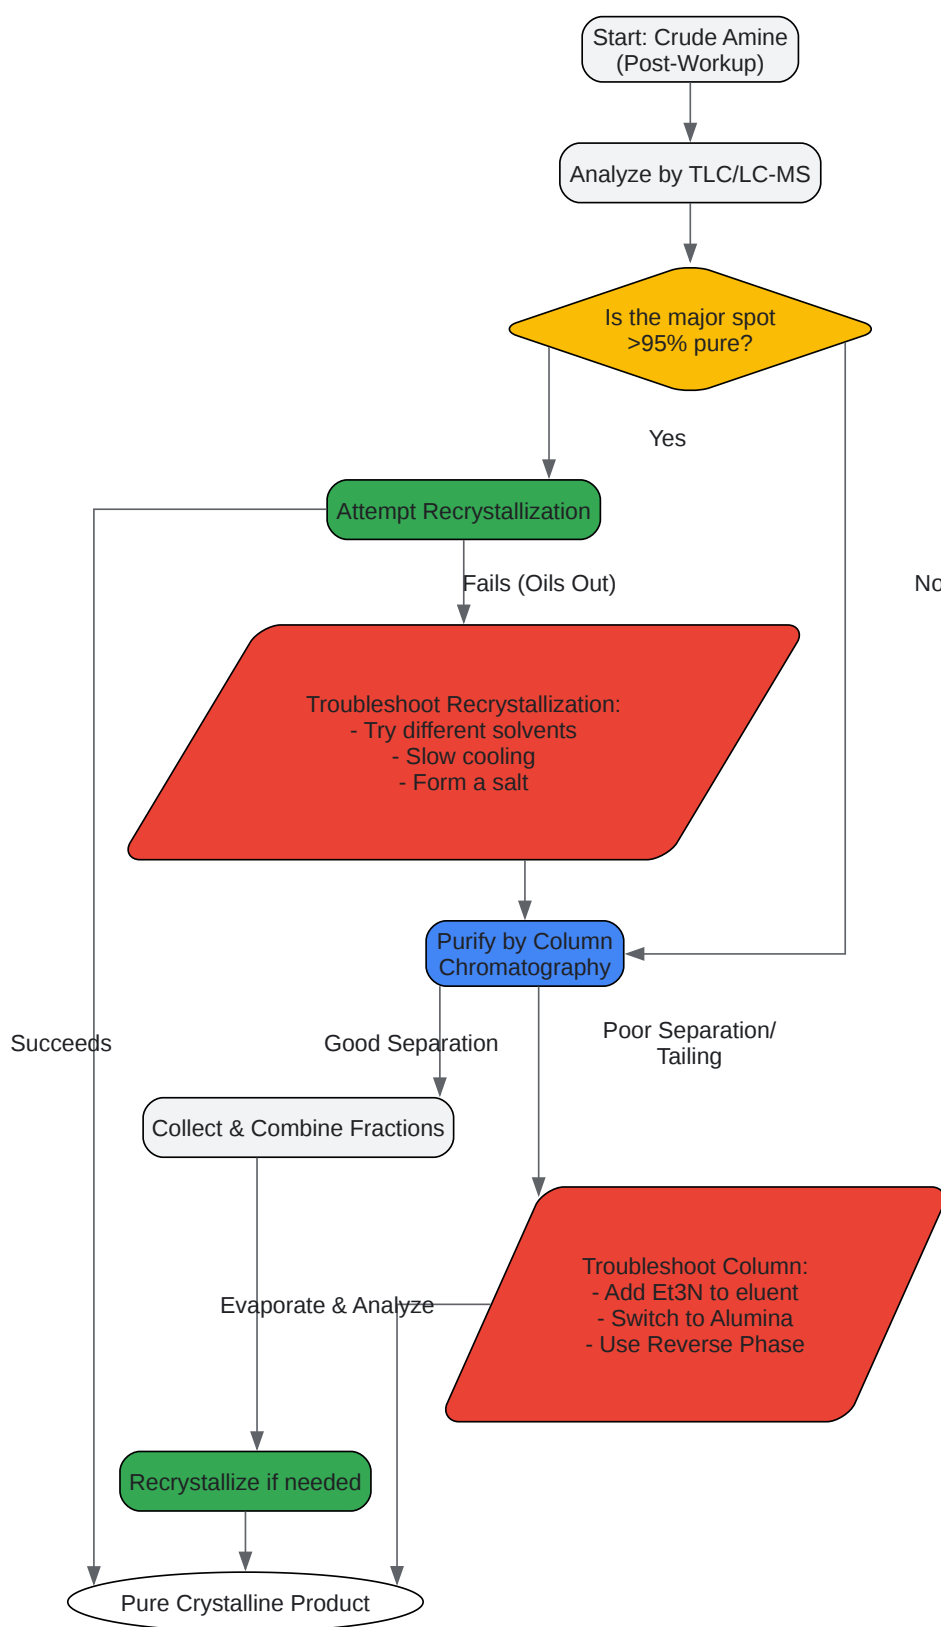 Start: Crude Amine
(Post-Workup)
Analyze by TLC/LC-MS
Is the major spot
>95% pure?
Yes
Attempt Recrystallization
Fails (Oils Out)
No
Troubleshoot Recrystallization:
- Try different solvents
- Slow cooling
- Form a salt
Purify by Column
Chromatography
Succeeds
Good Separation
Poor Separation/
Tailing
Collect & Combine Fractions
Troubleshoot Column:
- Add Et3N to eluent
- Switch to Alumina
- Use Reverse Phase
Evaporate & Analyze
Recrystallize if needed
Pure Crystalline Product